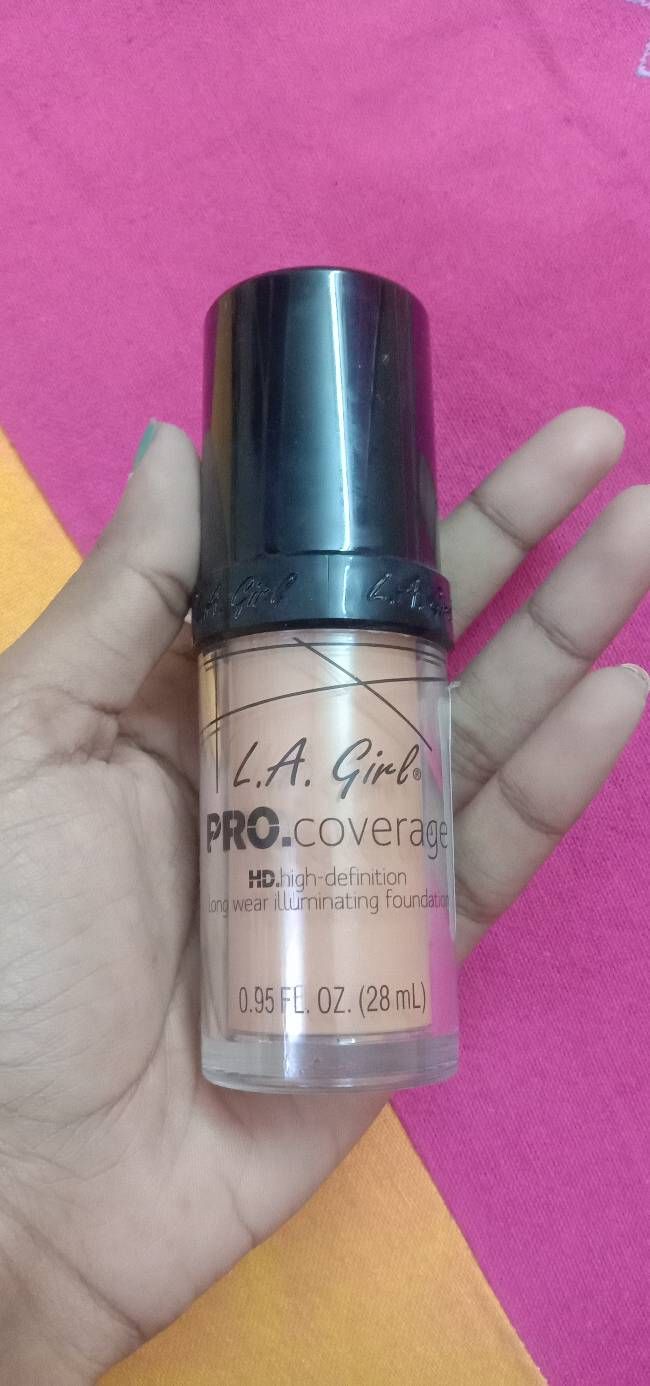 L.A. Girl L.A. Girl
L.A. Girl®
PRO.coverage
HD.high-definition
long wear illuminating foundation
0.95 FL. OZ. (28 mL)